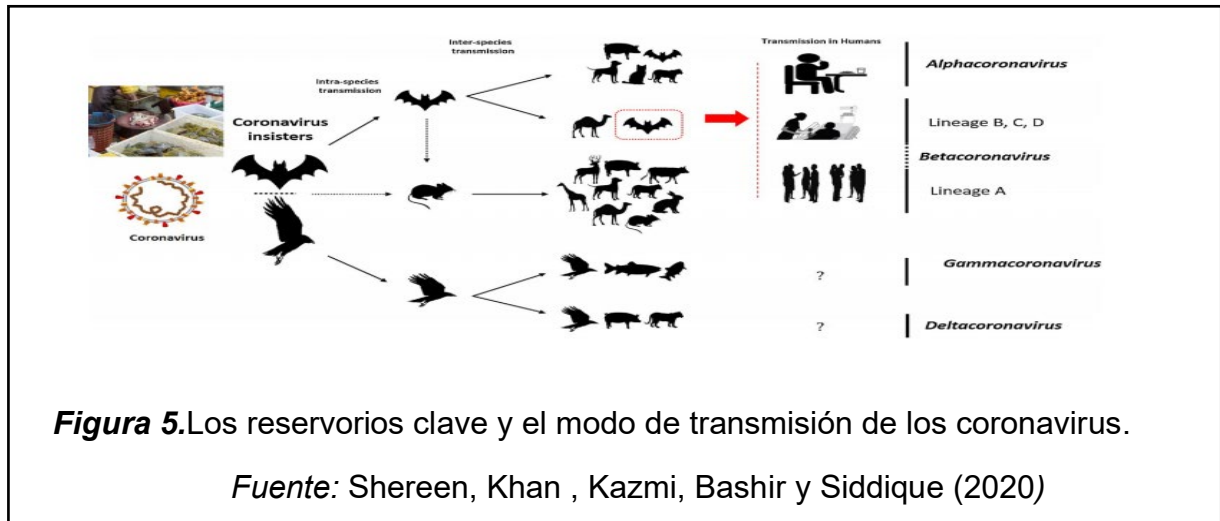 Inter-species
transmission
Transmission in Humans
Intra-species
transmission
Alphacoronavirus
Coronavirus
insisters
Lineage B, C, D
Betacoronavirus
Lineage A
Coronavirus
?
Gammacoronavirus
?
Deltacoronavirus
Figura 5.Los reservorios clave y el modo de transmisión de los coronavirus.
Fuente: Shereen, Khan , Kazmi, Bashir y Siddique (2020)